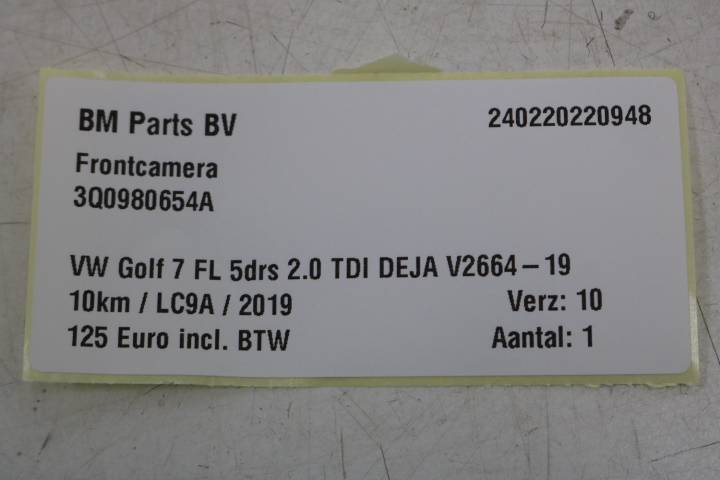 BM Parts BV 240220220948
Frontcamera
3Q0980654A
VW Golf 7 FL 5drs 2.0 TDI DEJA V2664-19
10km / LC9A / 2019 Verz: 10
125 Euro incl. BTW Aantal: 1